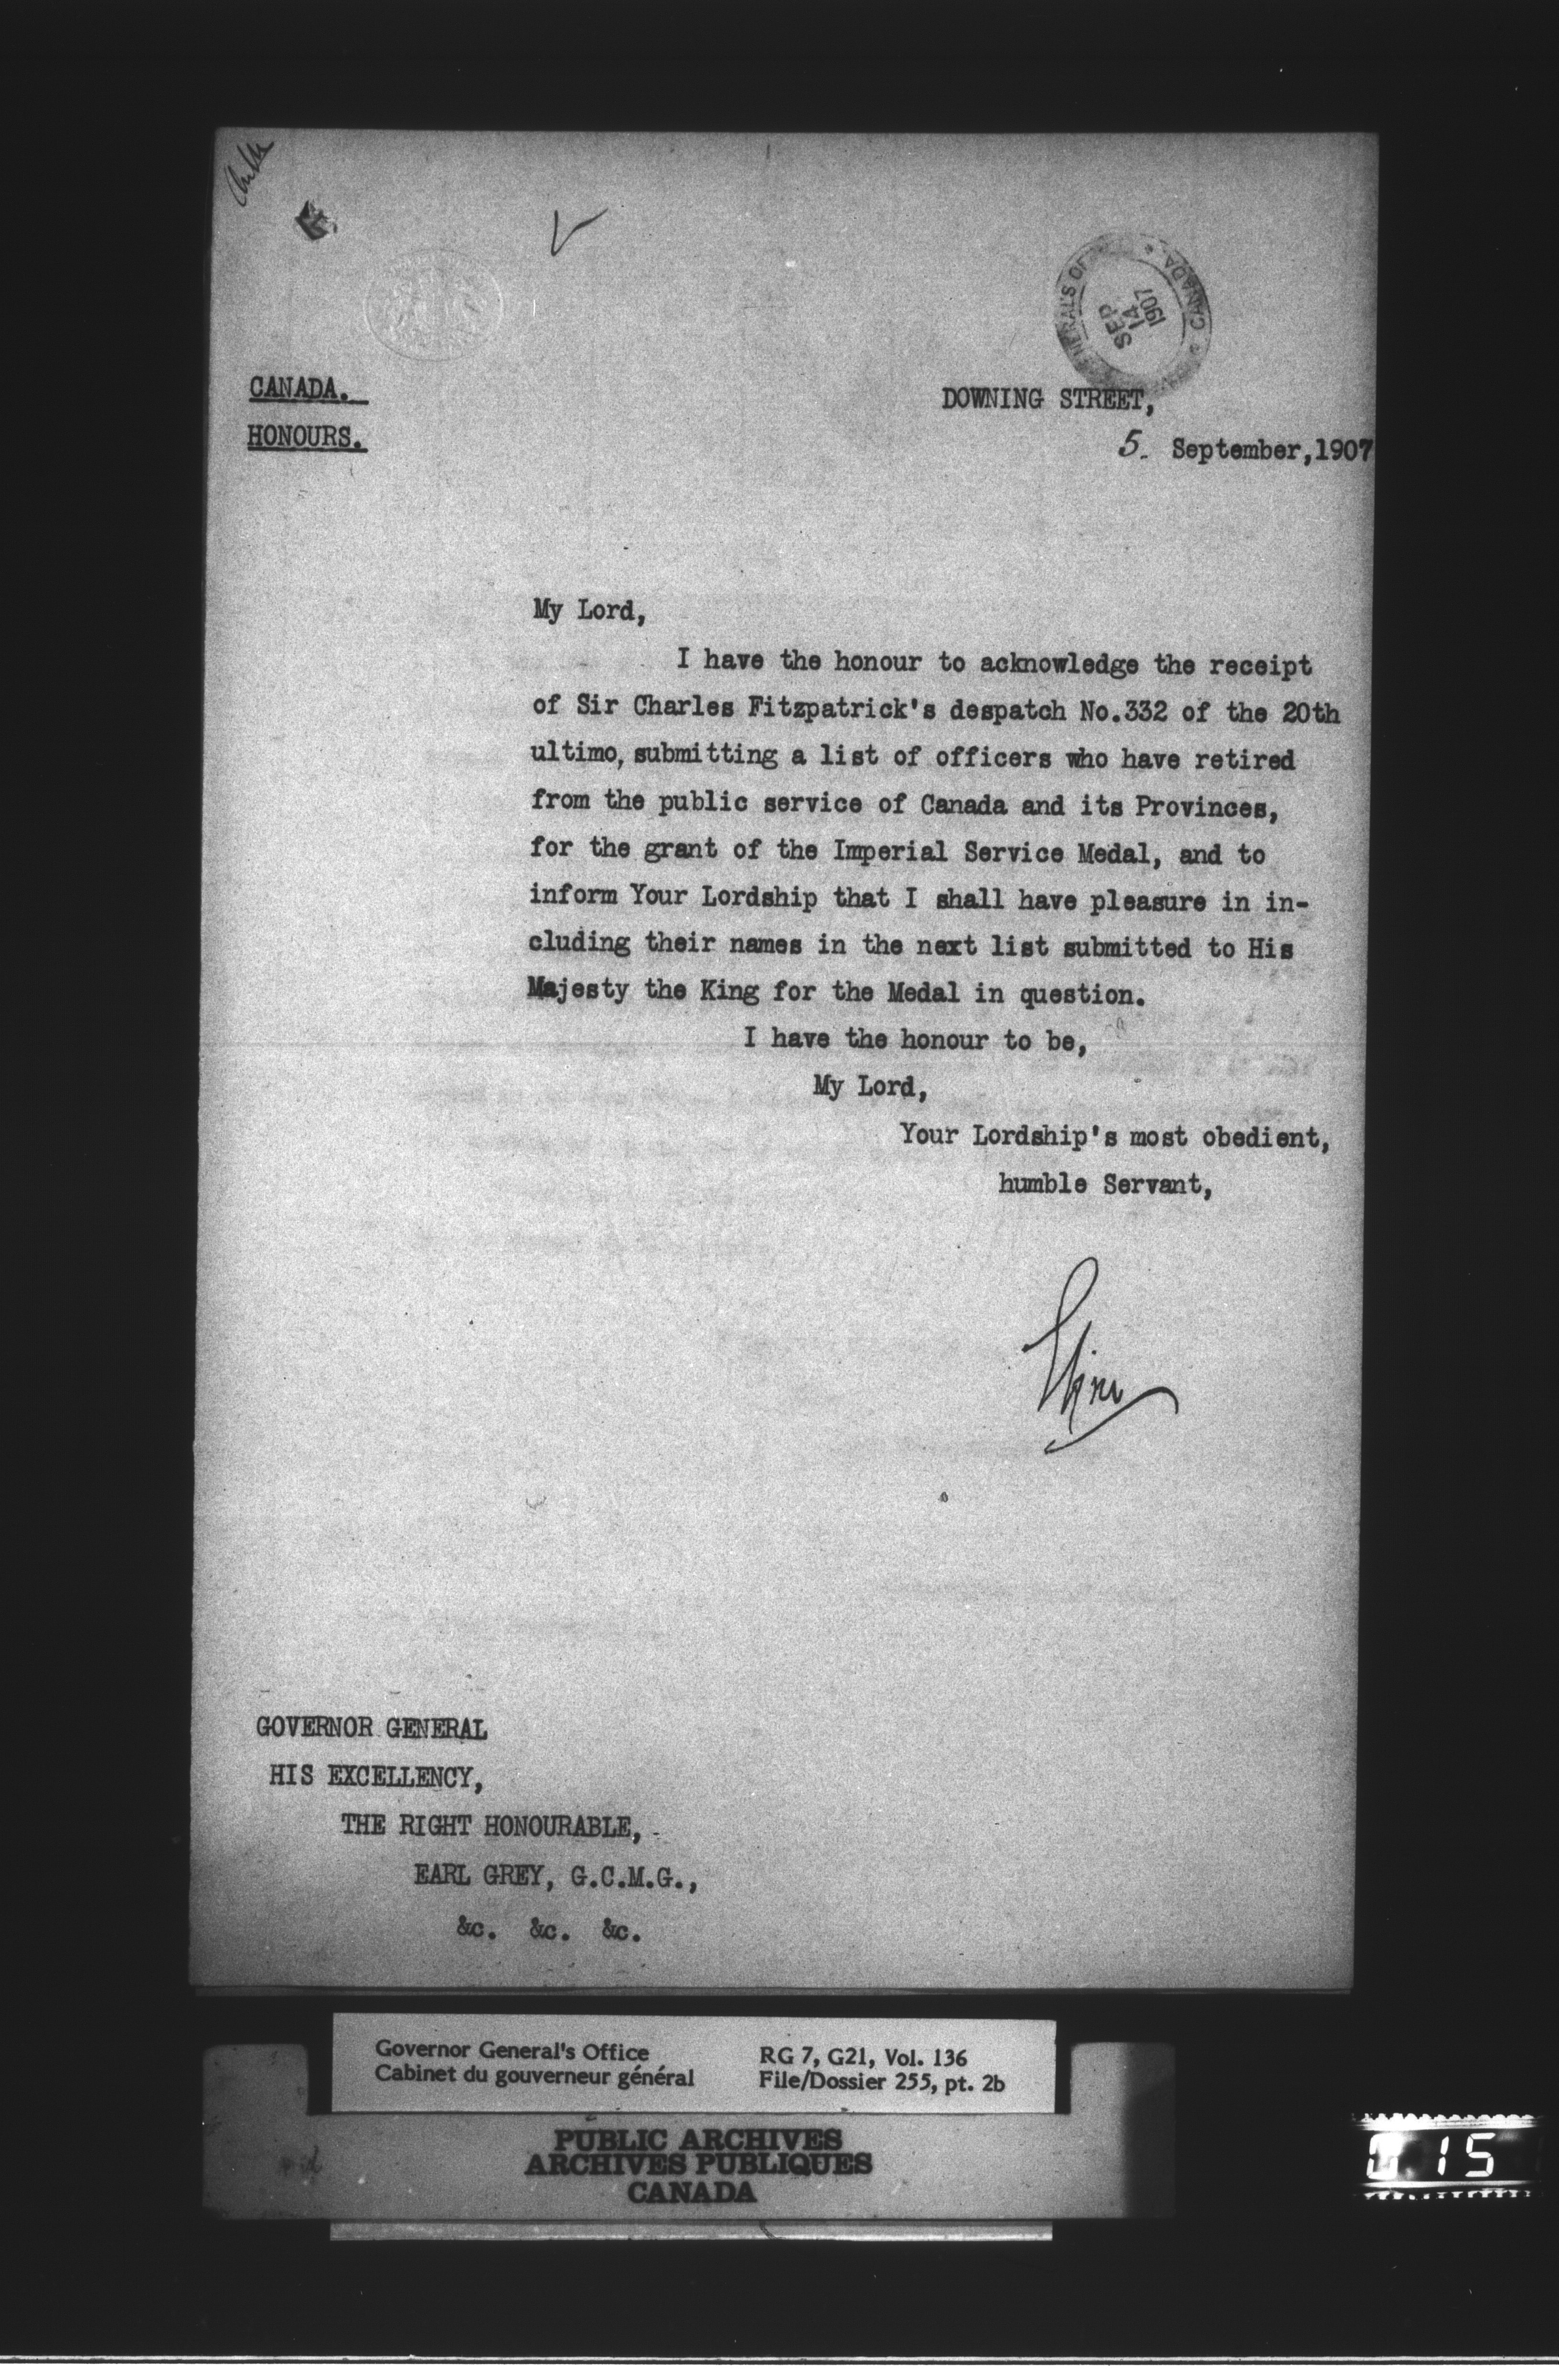 CANADA.
HONOURS.
GENERAL'S OF
CANADA
SEP
14
1907
DOWNING STREET,
5. September, 1907
My Lord,
I have the honour to acknowledge the receipt
of Sir Charles Fitzpatrick's despatch No.332 of the 20th
ultimo, submitting a list of officers who have retired
from the public service of Canada and its Provinces,
for the grant of the Imperial Service Medal, and to
inform Your Lordship that I shall have pleasure in in-
cluding their names in the next list submitted to His
Majesty the King for the Medal in question.
I have the honour to be,
My Lord,
Your Lordship's most obedient,
humble Servant,
Elgin
GOVERNOR GENERAL
HIS EXCELLENCY,
THE RIGHT HONOURABLE,
EARL GREY, G.C.M.G.,
&c. &c. &c.
Governor General's Office
Cabinet du gouverneur général
RG 7, G21, Vol. 136
File/Dossier 255, pt. 2b
PUBLIC ARCHIVES
ARCHIVES PUBLIQUES
CANADA
15